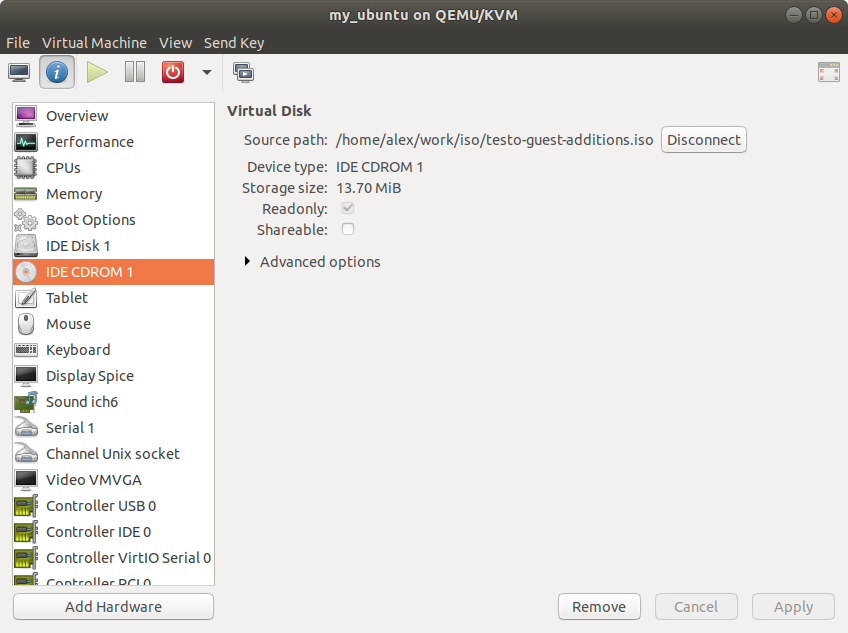 my_ubuntu on QEMU/KVM
File Virtual Machine View Send Key
Overview
Performance
CPUs
Memory
Boot Options
IDE Disk 1
IDE CDROM 1
Tablet
Mouse
Keyboard
Display Spice
Sound ich6
Serial 1
Channel Unix socket
Video VMVGA
Controller USB 0
Controller IDE 0
Controller VirtIO Serial 0
Controller PCI 0
Add Hardware
Virtual Disk
Source path: /home/alex/work/iso/testo-guest-additions.iso Disconnect
Device type: IDE CDROM 1
Storage size: 13.70 MiB
Readonly:
Shareable:
Advanced options
Remove Cancel Apply